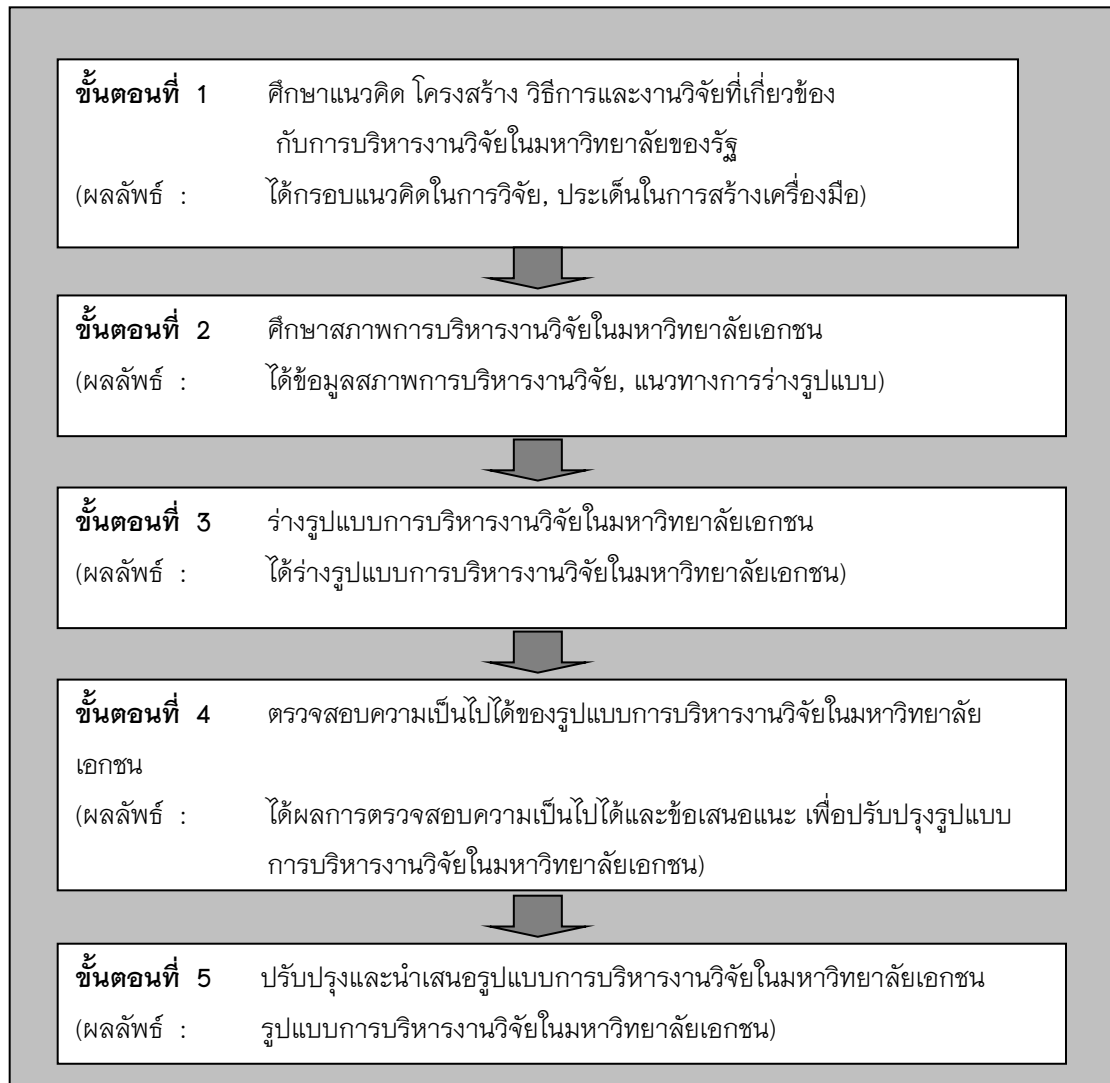 ขั้นตอนที่ 1 ศึกษาแนวคิด โครงสร้าง วิธีการและงานวิจัยที่เกี่ยวข้อง
กับการบริหารงานวิจัยในมหาวิทยาลัยของรัฐ
(ผลลัพธ์ : ได้กรอบแนวคิดในการวิจัย, ประเด็นในการสร้างเครื่องมือ)
ขั้นตอนที่ 2 ศึกษาสภาพการบริหารงานวิจัยในมหาวิทยาลัยเอกชน
(ผลลัพธ์ : ได้ข้อมูลสภาพการบริหารงานวิจัย, แนวทางการร่างรูปแบบ)
ขั้นตอนที่ 3 ร่างรูปแบบการบริหารงานวิจัยในมหาวิทยาลัยเอกชน
(ผลลัพธ์ : ได้ร่างรูปแบบการบริหารงานวิจัยในมหาวิทยาลัยเอกชน)
ขั้นตอนที่ 4 ตรวจสอบความเป็นไปได้ของรูปแบบการบริหารงานวิจัยในมหาวิทยาลัย
เอกชน
(ผลลัพธ์ : ได้ผลการตรวจสอบความเป็นไปได้และข้อเสนอแนะ เพื่อปรับปรุงรูปแบบ
การบริหารงานวิจัยในมหาวิทยาลัยเอกชน)
ขั้นตอนที่ 5 ปรับปรุงและนำเสนอรูปแบบการบริหารงานวิจัยในมหาวิทยาลัยเอกชน
(ผลลัพธ์ : รูปแบบการบริหารงานวิจัยในมหาวิทยาลัยเอกชน)